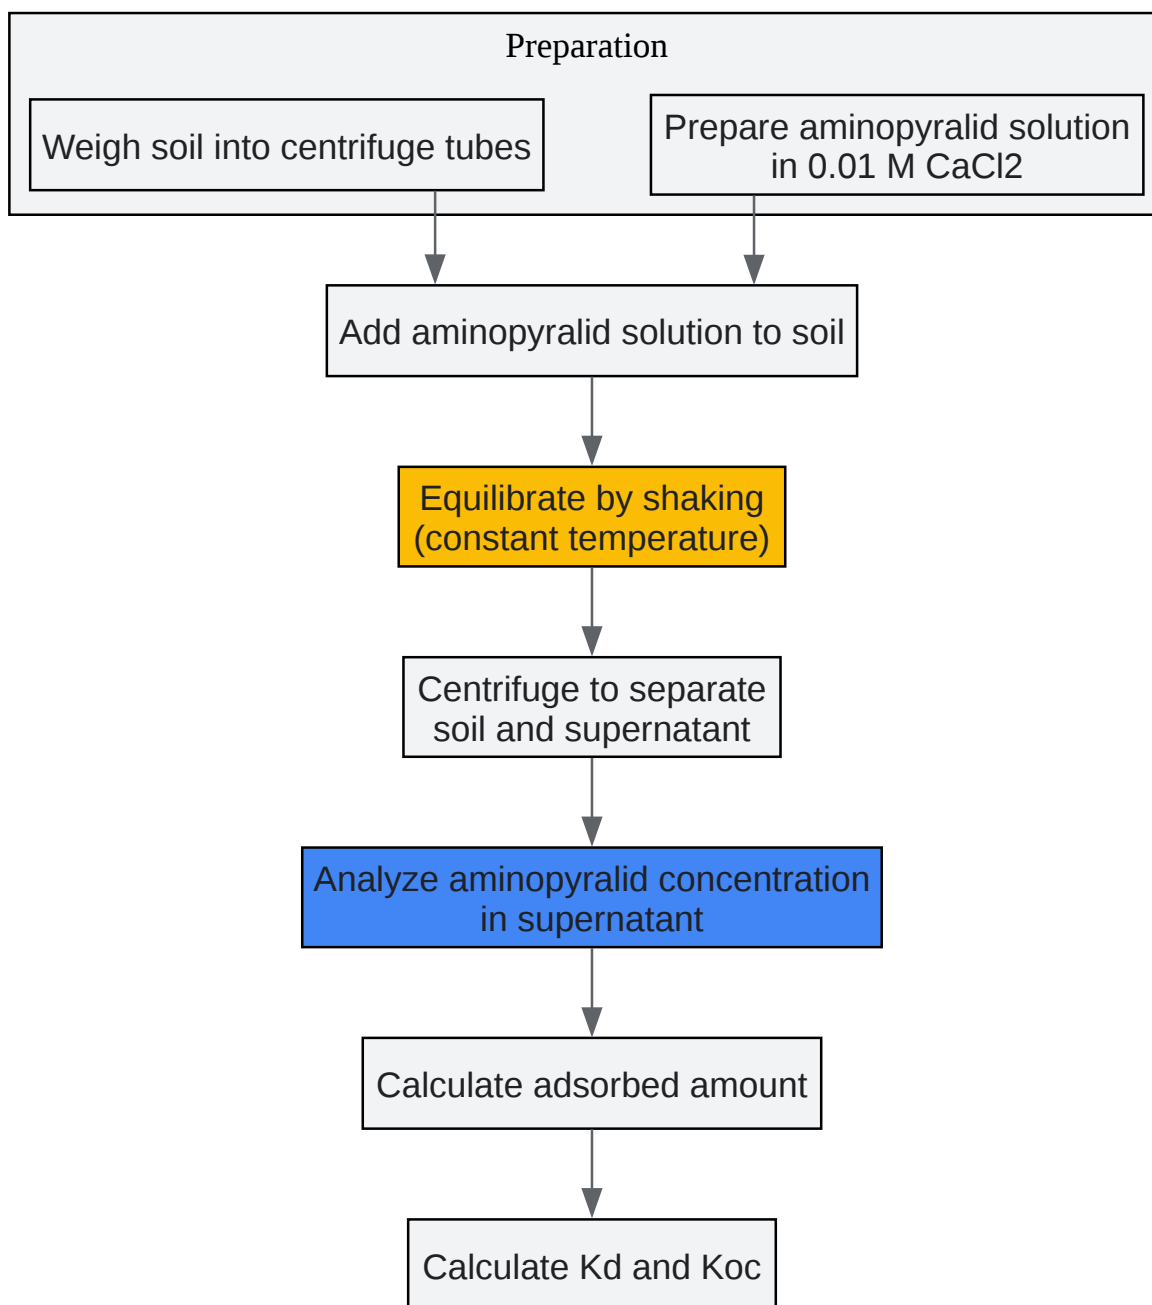 Preparation
Weigh soil into centrifuge tubes
Prepare aminopyralid solution
in 0.01 M CaCl2
Add aminopyralid solution to soil
Equilibrate by shaking
(constant temperature)
Centrifuge to separate
soil and supernatant
Analyze aminopyralid concentration
in supernatant
Calculate adsorbed amount
Calculate Kd and Koc